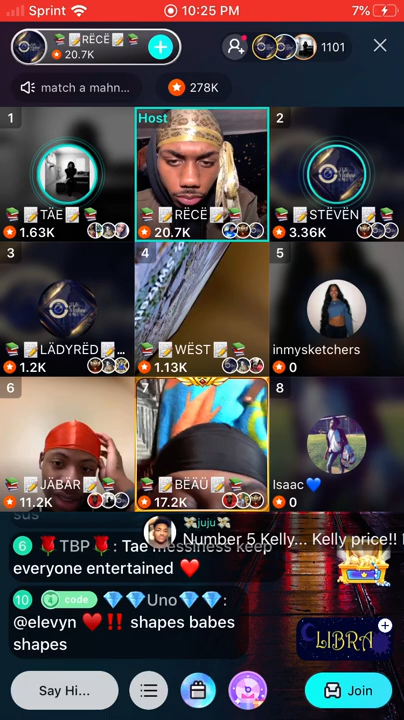 Sprint 10:25 PM 7%
📚📝RËCË📝📚
20.7K
1101
match a mahn...
278K
1
📚📝TÄE📝📚
1.63K
Host
📚📝RËCË📝📚
20.7K
2
📚📝STËVËN📝📚
3.36K
3
📚📝LÄDYRËD📝...
1.2K
4
📚📝WËST📝📚
1.13K
5
inmysketchers
0
6
📚📝JÄBÄR📝📚
11.2K
7
📚📝BËÄÜ📝📚
17.2K
8
Isaac💙
0
sus
💸juju💸
Number 5 Kelly... Kelly price!!
6 🌹TBP🌹: Tae messiness keep
everyone entertained ❤️
10 code 💎💎Uno💎💎:
@elevyn ❤️‼️ shapes babes
shapes
LIBRA
Say Hi...
Join